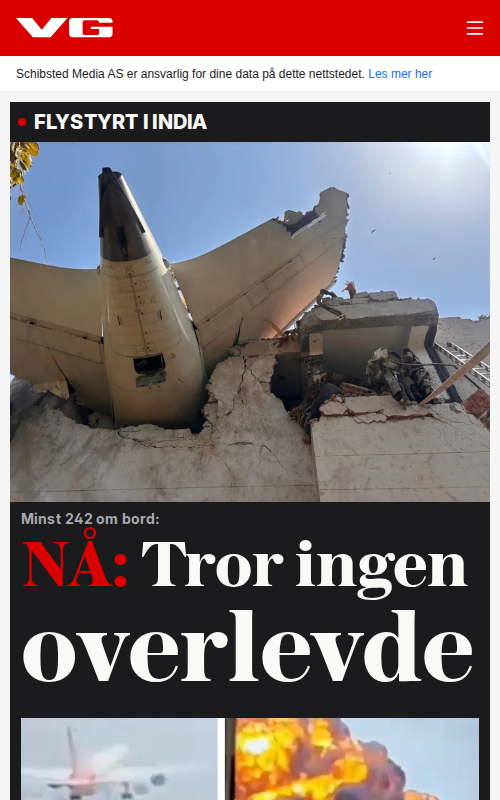 VG
Schibsted Media AS er ansvarlig for dine data på dette nettstedet. Les mer her
FLYSTYRT I INDIA
Minst 242 om bord:
NÅ: Tror ingen
overlevde